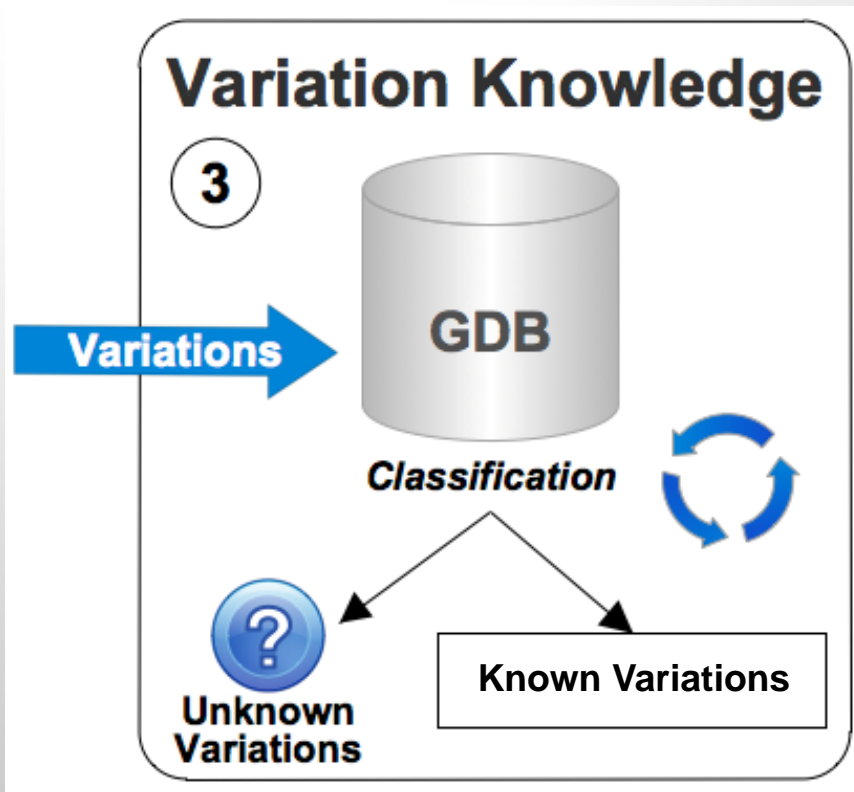 Variation Knowledge
3
GDB
Variations
Classification
?
Unknown
Variations
Known Variations